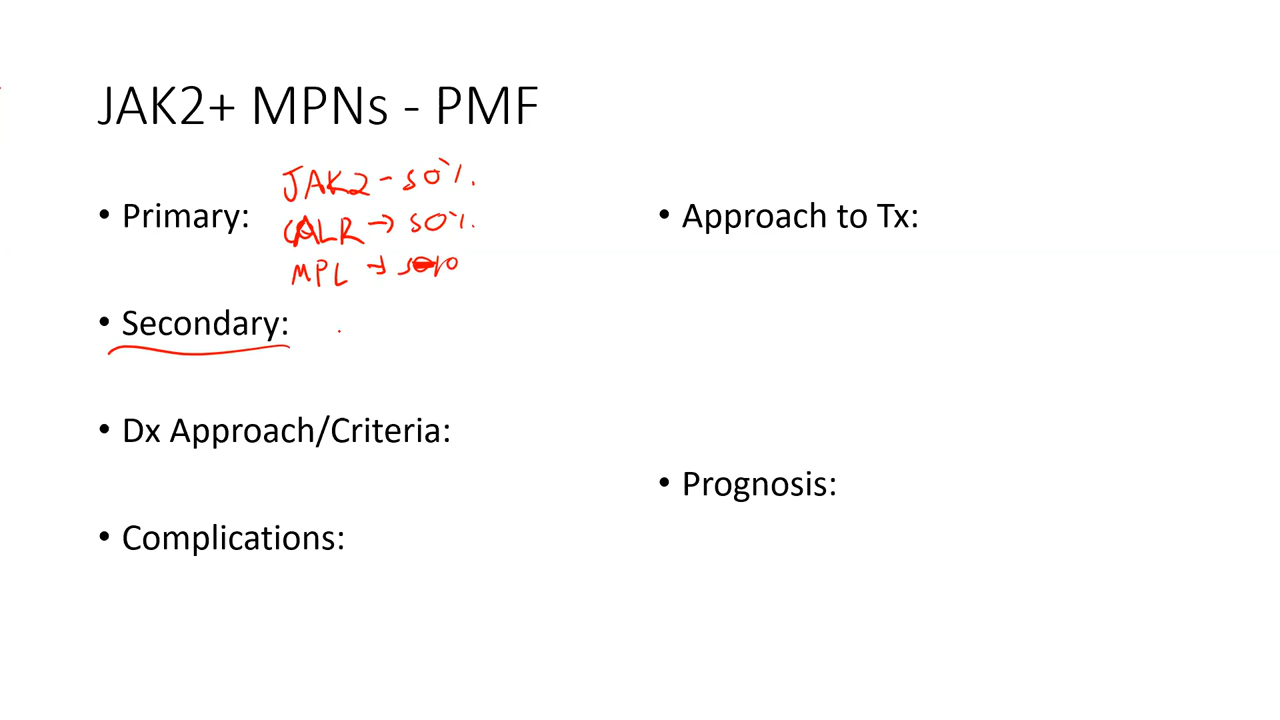 JAK2+ MPNs - PMF
• Primary:
JAK2 - 50%.
CALR → 50%.
MPL →
• Secondary:
• Dx Approach/Criteria:
• Complications:
• Approach to Tx:
• Prognosis: